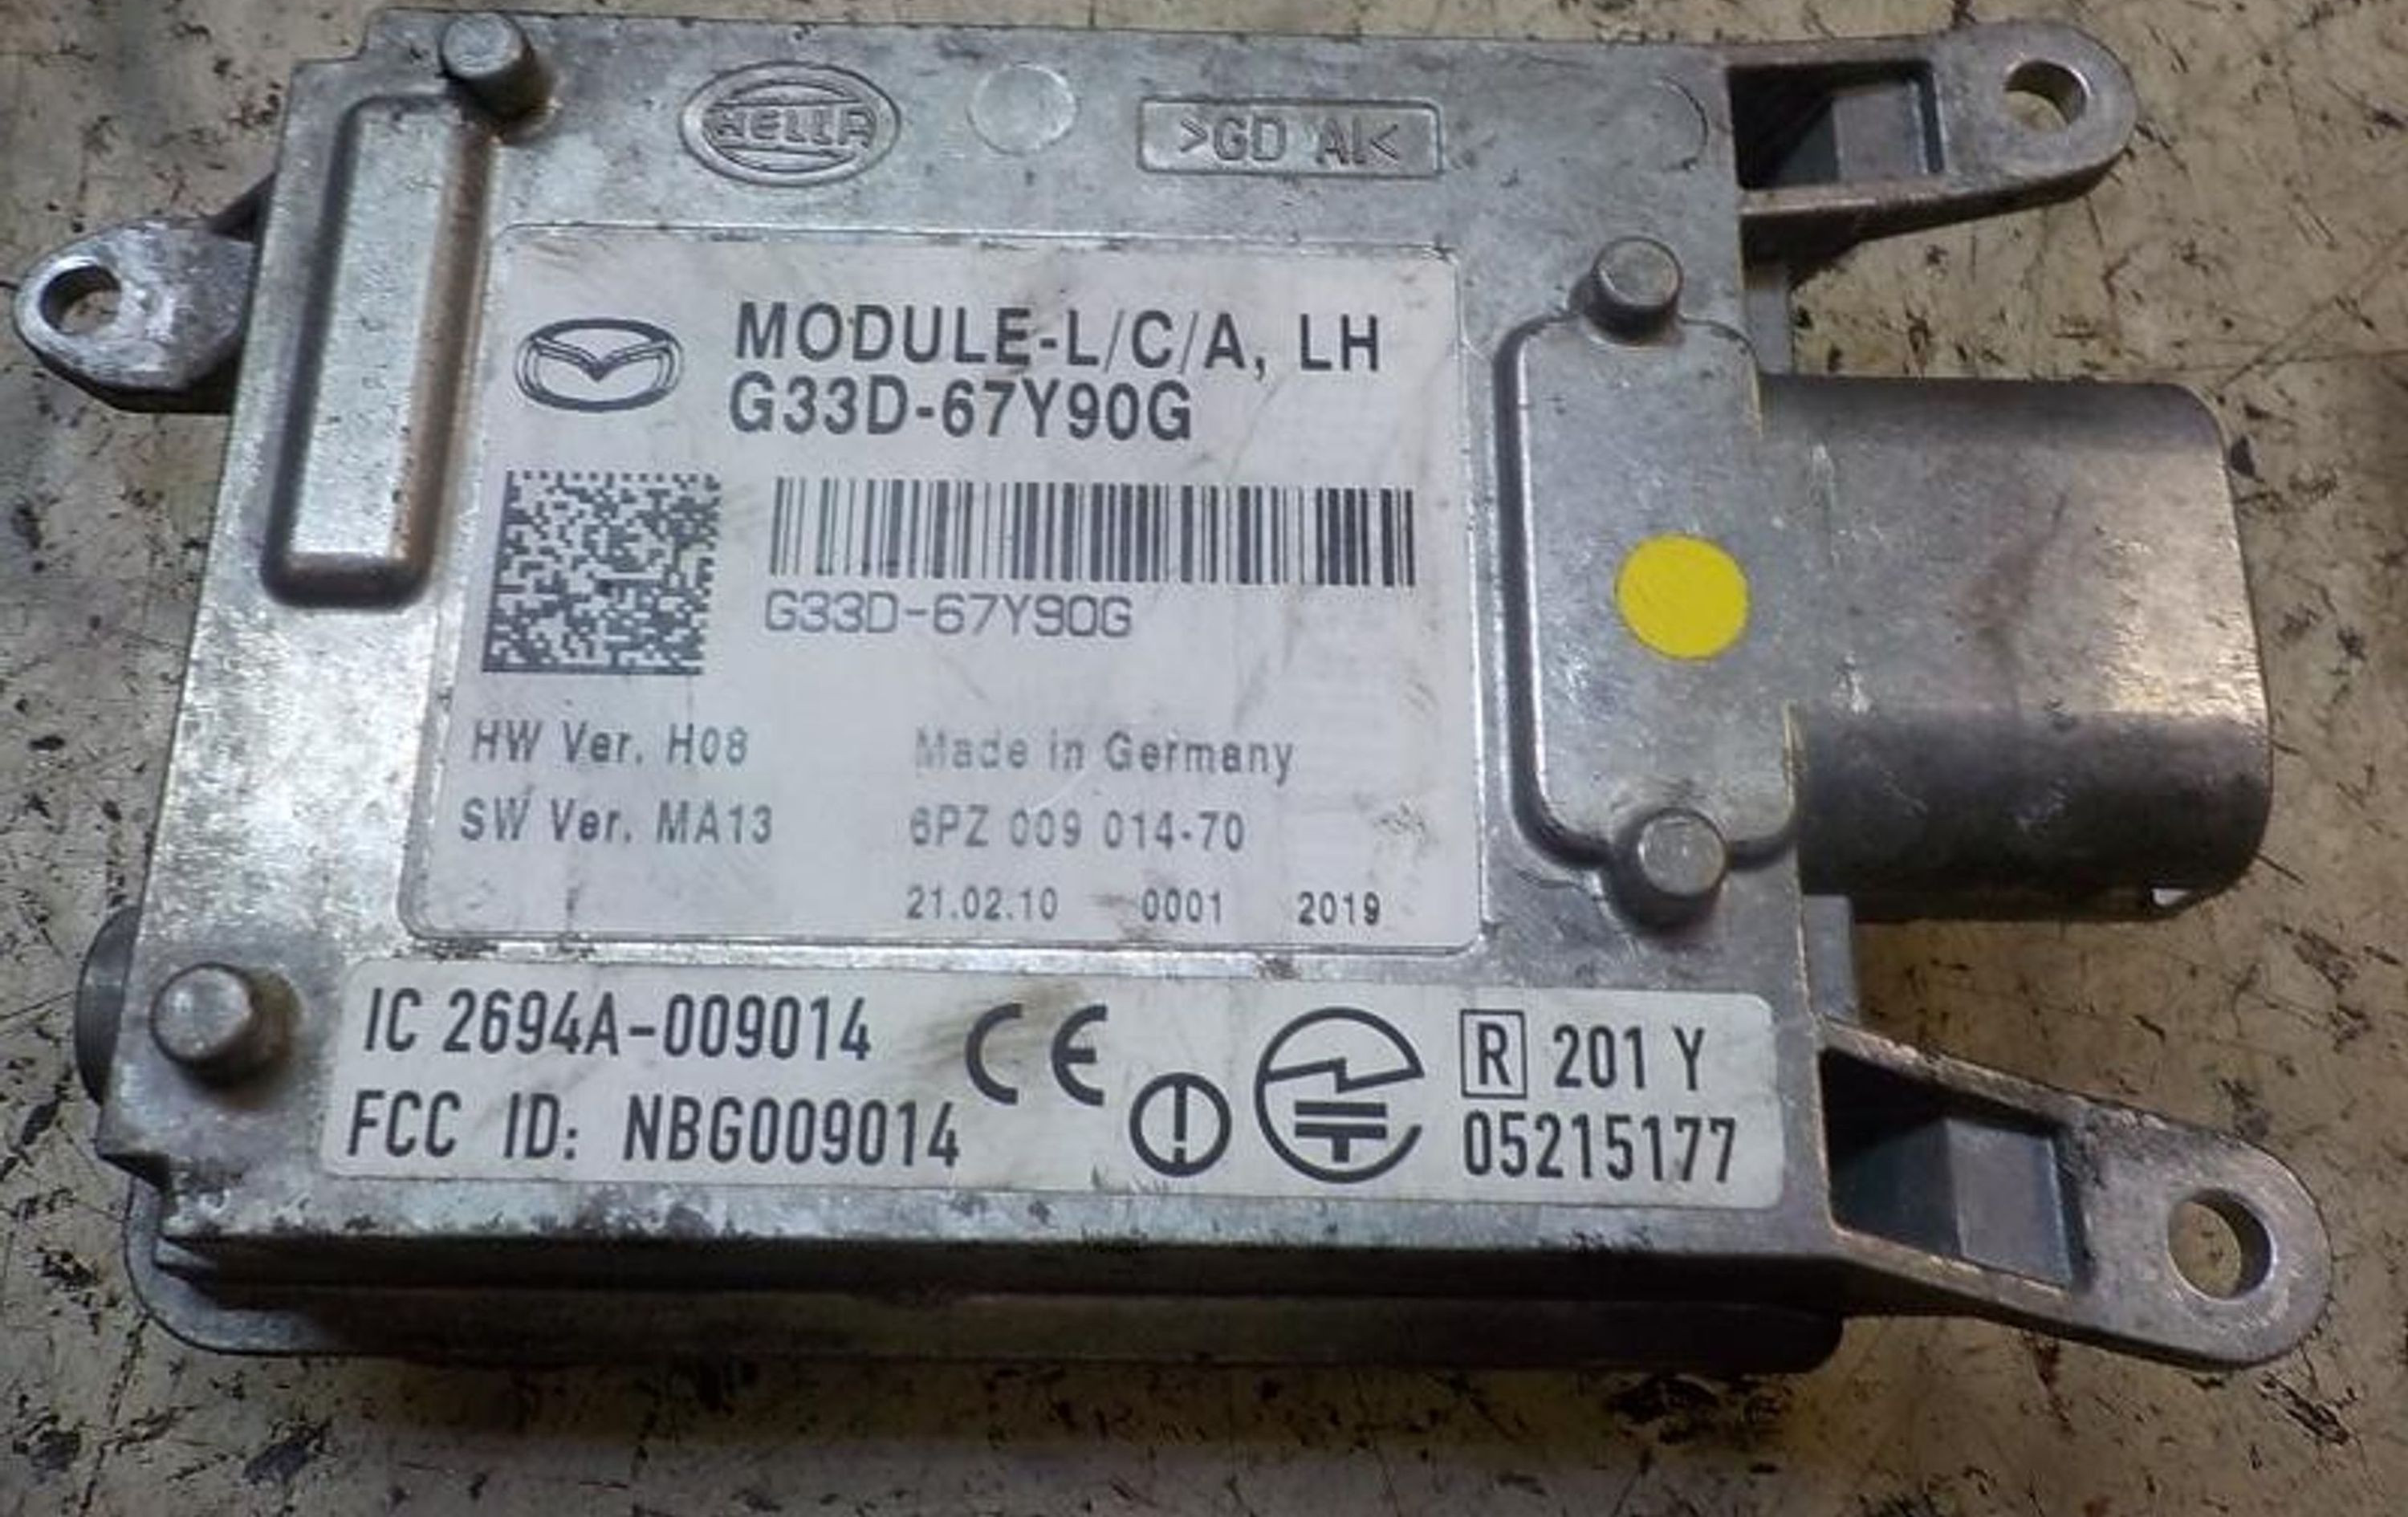 HELLA
>GD Al<
MODULE-L/C/A, LH
G33D-67Y90G
G33D-67Y90G
HW Ver. H08 Made in Germany
SW Ver. MA13 6PZ 009 014-70
21.02.10 0001 2019
IC 2694A-009014 CE R 201 Y
FCC ID: NBG009014 05215177